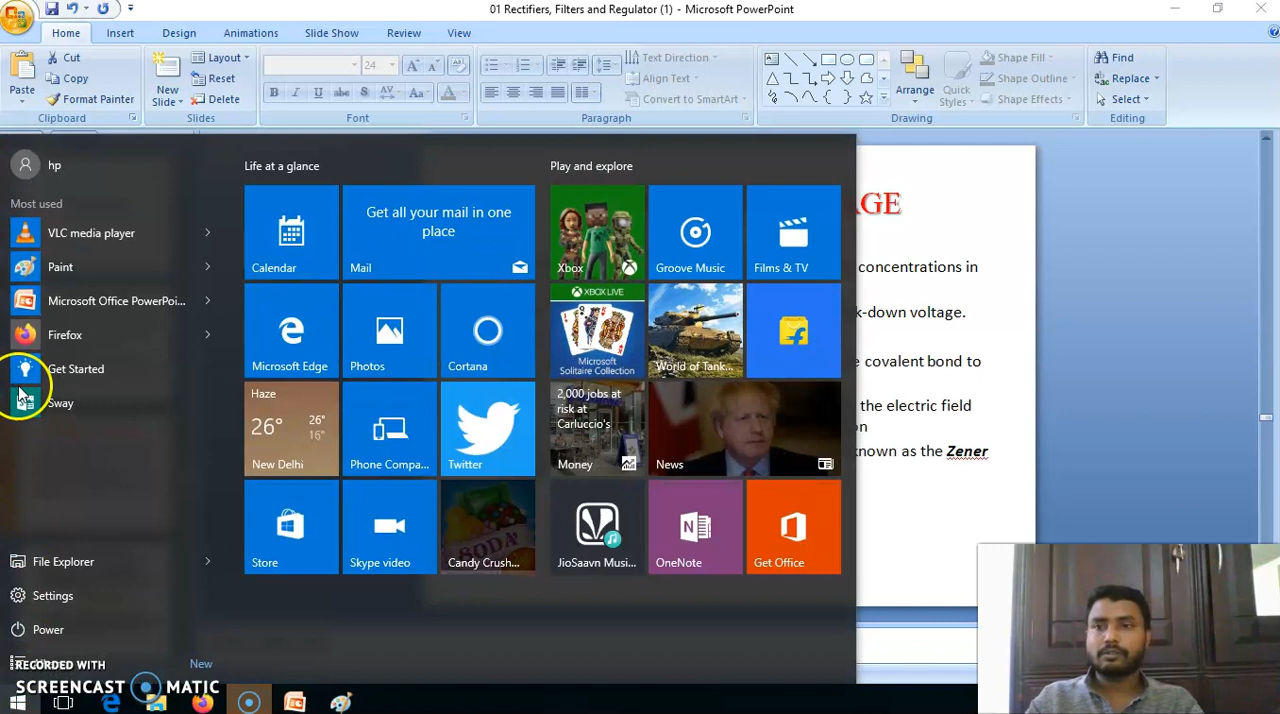 01 Rectifiers, Filters and Regulator (1) - Microsoft PowerPoint
Home Insert Design Animations Slide Show Review View
Paste
Cut
Copy
Format Painter
Clipboard
New Slide
Layout
Reset
Delete
Slides
24
Font
Paragraph
Text Direction
Align Text
Convert to SmartArt
Arrange
Quick Styles
Shape Fill
Shape Outline
Shape Effects
Drawing
Find
Replace
Select
Editing
hp
Most used
VLC media player
Paint
Microsoft Office PowerPoi...
Firefox
Get Started
Sway
File Explorer
Settings
Power
New
Life at a glance
Calendar
Get all your mail in one place
Mail
Microsoft Edge
Photos
Cortana
Haze
26°
26°
16°
New Delhi
Phone Compa...
Twitter
Store
Skype video
SODA
Candy Crush...
Play and explore
Xbox
Groove Music
Films & TV
XBOX LIVE
Microsoft Solitaire Collection
World of Tank...
2,000 jobs at risk at Carluccio's
Money
News
JioSaavn Musi...
OneNote
Get Office
AGE
concentrations in
k-down voltage.
e covalent bond to
the electric field
on
known as the Zener
RECORDED WITH
SCREENCAST MATIC